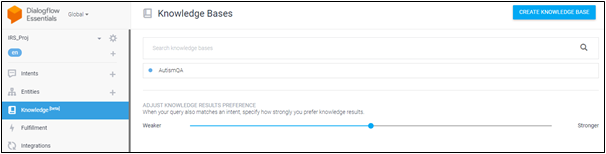 Dialogflow
Essentials
Global
Knowledge Bases
CREATE KNOWLEDGE BASE
IRS_Proj
en
Search knowledge bases
AutismQA
Intents
Entities
Knowledge [beta]
Fulfillment
Integrations
ADJUST KNOWLEDGE RESULTS PREFERENCE
When your query also matches an intent, specify how strongly you prefer knowledge results.
Weaker
Stronger